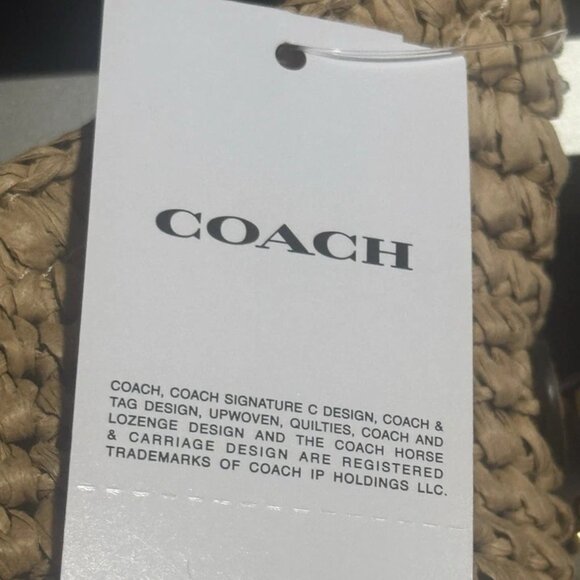 COACH
COACH, COACH SIGNATURE C DESIGN, COACH &
TAG DESIGN, UPWOVEN, QUILTIES, COACH AND
LOZENGE DESIGN AND THE COACH HORSE
& CARRIAGE DESIGN ARE REGISTERED
TRADEMARKS OF COACH IP HOLDINGS LLC.